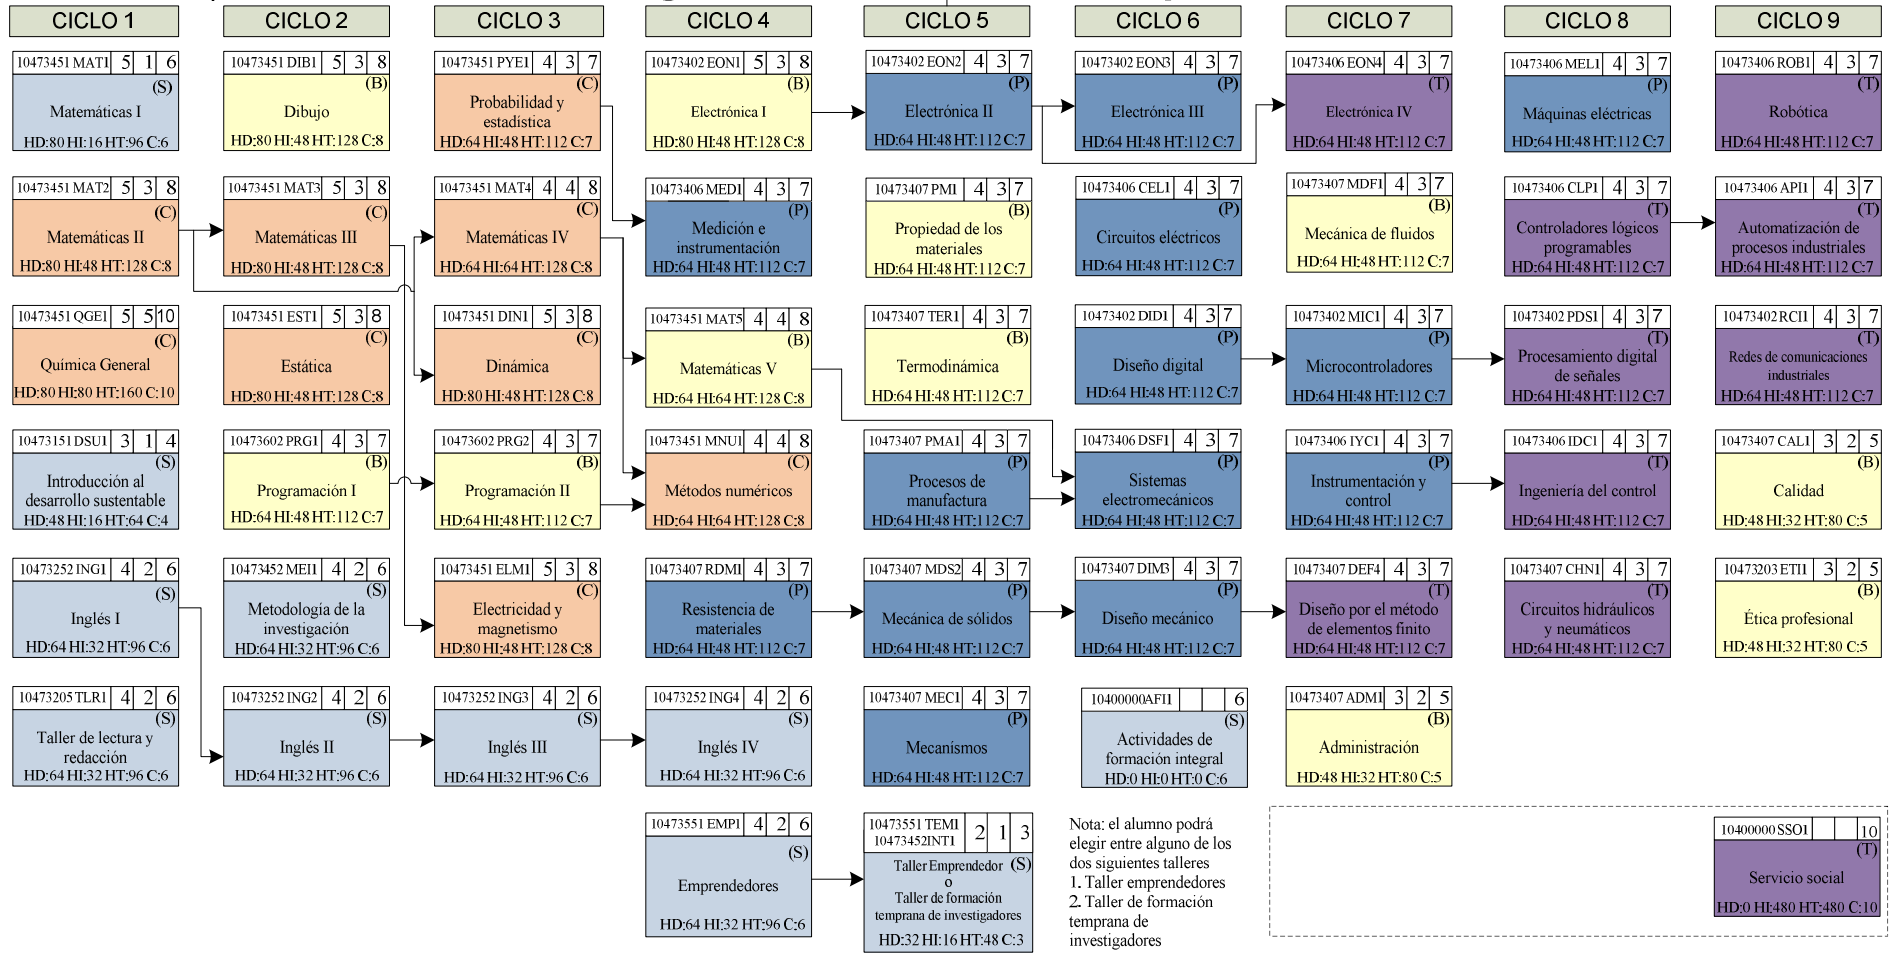 CICLO 1
CICLO 2
CICLO 3
CICLO 4
CICLO 5
CICLO 6
CICLO 7
CICLO 8
CICLO 9
10473451 MAT1 5 1 6
(S)
Matemáticas I
HD:80 HI:16 HT:96 C:6
10473451 DIB1 5 3 8
(B)
Dibujo
HD:80 HI:48 HT:128 C:8
10473451 PYE1 4 3 7
(C)
Probabilidad y
estadística
HD:64 HI:48 HT:112 C:7
10473402 EON1 5 3 8
(B)
Electrónica I
HD:80 HI:48 HT:128 C:8
10473402 EON2 4 3 7
(P)
Electrónica II
HD:64 HI:48 HT:112 C:7
10473402 EON3 4 3 7
(P)
Electrónica III
HD:64 HI:48 HT:112 C:7
10473406 EON4 4 3 7
(T)
Electrónica IV
HD:64 HI:48 HT:112 C:7
10473406 MEL1 4 3 7
(P)
Máquinas eléctricas
HD:64 HI:48 HT:112 C:7
10473406 ROB1 4 3 7
(T)
Robótica
HD:64 HI:48 HT:112 C:7
10473451 MAT2 5 3 8
(C)
Matemáticas II
HD:80 HI:48 HT:128 C:8
10473451 MAT3 5 3 8
(C)
Matemáticas III
HD:80 HI:48 HT:128 C:8
10473451 MAT4 4 4 8
(C)
Matemáticas IV
HD:64 HI:64 HT:128 C:8
10473406 MED1 4 3 7
(P)
Medición e
instrumentación
HD:64 HI:48 HT:112 C:7
10473407 PM1 4 3 7
(B)
Propiedad de los
materiales
HD:64 HI:48 HT:112 C:7
10473406 CEL1 4 3 7
(P)
Circuitos eléctricos
HD:64 HI:48 HT:112 C:7
10473407 MDF1 4 3 7
(B)
Mecánica de fluidos
HD:64 HI:48 HT:112 C:7
10473406 CLP1 4 3 7
(T)
Controladores lógicos
programables
HD:64 HI:48 HT:112 C:7
10473406 API1 4 3 7
(T)
Automatización de
procesos industriales
HD:64 HI:48 HT:112 C:7
10473451 QGE1 5 5 10
(C)
Química General
HD:80 HI:80 HT:160 C:10
10473451 EST1 5 3 8
(C)
Estática
HD:80 HI:48 HT:128 C:8
10473451 DIN1 5 3 8
(C)
Dinámica
HD:80 HI:48 HT:128 C:8
10473451 MAT5 4 4 8
(B)
Matemáticas V
HD:64 HI:64 HT:128 C:8
10473407 TER1 4 3 7
(B)
Termodinámica
HD:64 HI:48 HT:112 C:7
10473402 DID1 4 3 7
(P)
Diseño digital
HD:64 HI:48 HT:112 C:7
10473402 MIC1 4 3 7
(P)
Microcontroladores
HD:64 HI:48 HT:112 C:7
10473402 PDS1 4 3 7
(T)
Procesamiento digital
de señales
HD:64 HI:48 HT:112 C:7
10473402 RCI1 4 3 7
(T)
Redes de comunicaciones
industriales
HD:64 HI:48 HT:112 C:7
10473151 DSU1 3 1 4
(S)
Introducción al
desarrollo sustentable
HD:48 HI:16 HT:64 C:4
10473602 PRG1 4 3 7
(B)
Programación I
HD:64 HI:48 HT:112 C:7
10473602 PRG2 4 3 7
(B)
Programación II
HD:64 HI:48 HT:112 C:7
10473451 MNU1 4 4 8
(C)
Métodos numéricos
HD:64 HI:64 HT:128 C:8
10473407 PMA1 4 3 7
(P)
Procesos de
manufactura
HD:64 HI:48 HT:112 C:7
10473406 DSF1 4 3 7
(P)
Sistemas
electromecánicos
HD:64 HI:48 HT:112 C:7
10473406 IYC1 4 3 7
(P)
Instrumentación y
control
HD:64 HI:48 HT:112 C:7
10473406 IDC1 4 3 7
(T)
Ingeniería del control
HD:64 HI:48 HT:112 C:7
10473407 CAL1 3 2 5
(B)
Calidad
HD:48 HI:32 HT:80 C:5
10473252 ING1 4 2 6
(S)
Inglés I
HD:64 HI:32 HT:96 C:6
10473452 MEI1 4 2 6
(S)
Metodología de la
investigación
HD:64 HI:32 HT:96 C:6
10473451 ELM1 5 3 8
(C)
Electricidad y
magnetismo
HD:80 HI:48 HT:128 C:8
10473407 RDM1 4 3 7
(P)
Resistencia de
materiales
HD:64 HI:48 HT:112 C:7
10473407 MDS2 4 3 7
(P)
Mecánica de sólidos
HD:64 HI:48 HT:112 C:7
10473407 DIM3 4 3 7
(P)
Diseño mecánico
HD:64 HI:48 HT:112 C:7
10473407 DEF4 4 3 7
(T)
Diseño por el método
de elementos finito
HD:64 HI:48 HT:112 C:7
10473407 CHN1 4 3 7
(T)
Circuitos hidráulicos
y neumáticos
HD:64 HI:48 HT:112 C:7
10473203 ETI1 3 2 5
(B)
Ética profesional
HD:48 HI:32 HT:80 C:5
10473205 TLR1 4 2 6
(S)
Taller de lectura y
redacción
HD:64 HI:32 HT:96 C:6
10473252 ING2 4 2 6
(S)
Inglés II
HD:64 HI:32 HT:96 C:6
10473252 ING3 4 2 6
(S)
Inglés III
HD:64 HI:32 HT:96 C:6
10473252 ING4 4 2 6
(S)
Inglés IV
HD:64 HI:32 HT:96 C:6
10473407 MEC1 4 3 7
(P)
Mecanísmos
HD:64 HI:48 HT:112 C:7
10400000AFI1 6
(S)
Actividades de
formación integral
HD:0 HI:0 HT:0 C:6
10473407 ADM1 3 2 5
(B)
Administración
HD:48 HI:32 HT:80 C:5
10473551 EMP1 4 2 6
(S)
Emprendedores
HD:64 HI:32 HT:96 C:6
10473551 TEM1
10473452INT1 2 1 3
Taller Emprendedor (S)
o
Taller de formación
temprana de investigadores
HD:32 HI:16 HT:48 C:3
Nota: el alumno podrá
elegir entre alguno de los
dos siguientes talleres
1. Taller emprendedores
2. Taller de formación
temprana de
investigadores
10400000 SSO1 10
(T)
Servicio social
HD:0 HI:480 HT:480 C:10